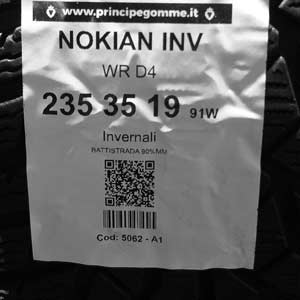 www.principegomme.it
NOKIAN INV
WR D4
235 35 19 91W
Invernali
BATTISTRADA 90%MM
Cod: 5062 - A1